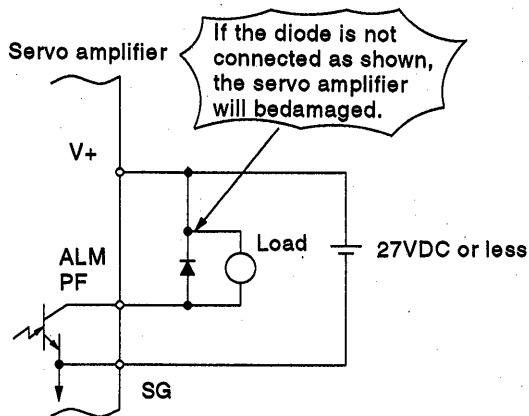 If the diode is not
connected as shown,
the servo amplifier
will bedamaged.
Servo amplifier
V+
Load
27VDC or less
ALM
PF
SG